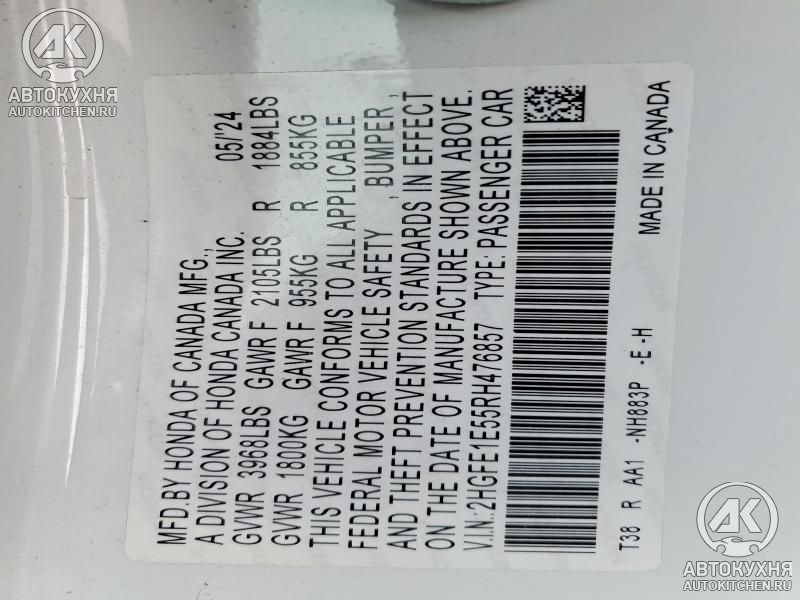 MFD.BY HONDA OF CANADA MFG.,
A DIVISION OF HONDA CANADA INC. 05/'24
GVWR 3968LBS GAWR F 2105LBS R 1884LBS
GVWR 1800KG GAWR F 955KG R 855KG
THIS VEHICLE CONFORMS TO ALL APPLICABLE
FEDERAL MOTOR VEHICLE SAFETY , BUMPER ,
AND THEFT PREVENTION STANDARDS IN EFFECT
ON THE DATE OF MANUFACTURE SHOWN ABOVE.
V.I.N.:2HGFE1E55RH476857 TYPE: PASSENGER CAR
T38 R AA1 -NH883P -E -H MADE IN CANADA
АК
АВТОКУХНЯ
AUTOKITCHEN.RU
АК
АВТОКУХНЯ
AUTOKITCHEN.RU